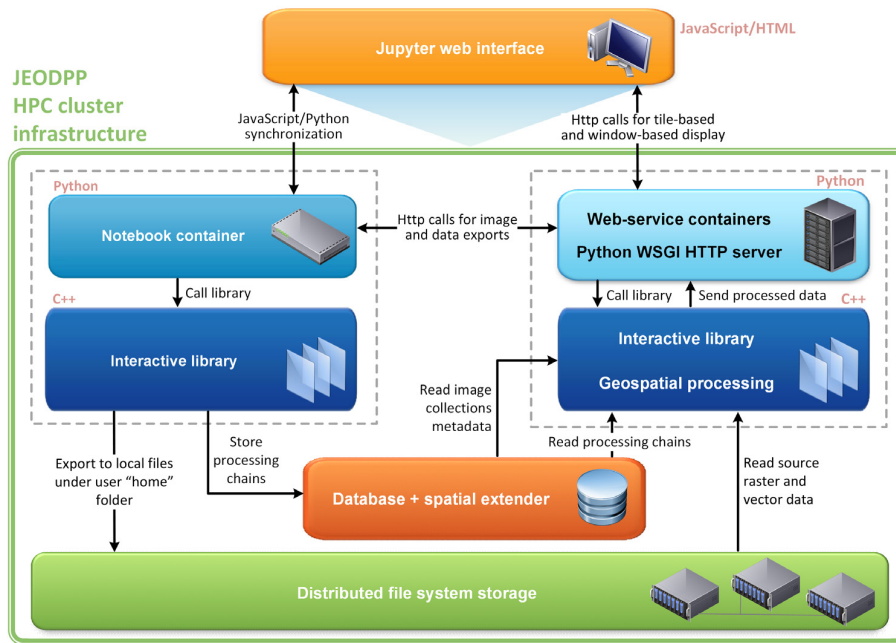 Jupyter web interface
JavaScript/HTML
JEODPP
HPC cluster
infrastructure
JavaScript/Python
synchronization
Http calls for tile-based
and window-based display
Python
Notebook container
Http calls for image
and data exports
Python
Web-service containers
Python WSGI HTTP server
Call library
C++
Interactive library
Call library
Send processed data
C++
Interactive library
Geospatial processing
Read image
collections
metadata
Export to local files
under user “home”
folder
Store
processing
chains
Read processing chains
Read source
raster and
vector data
Database + spatial extender
Distributed file system storage